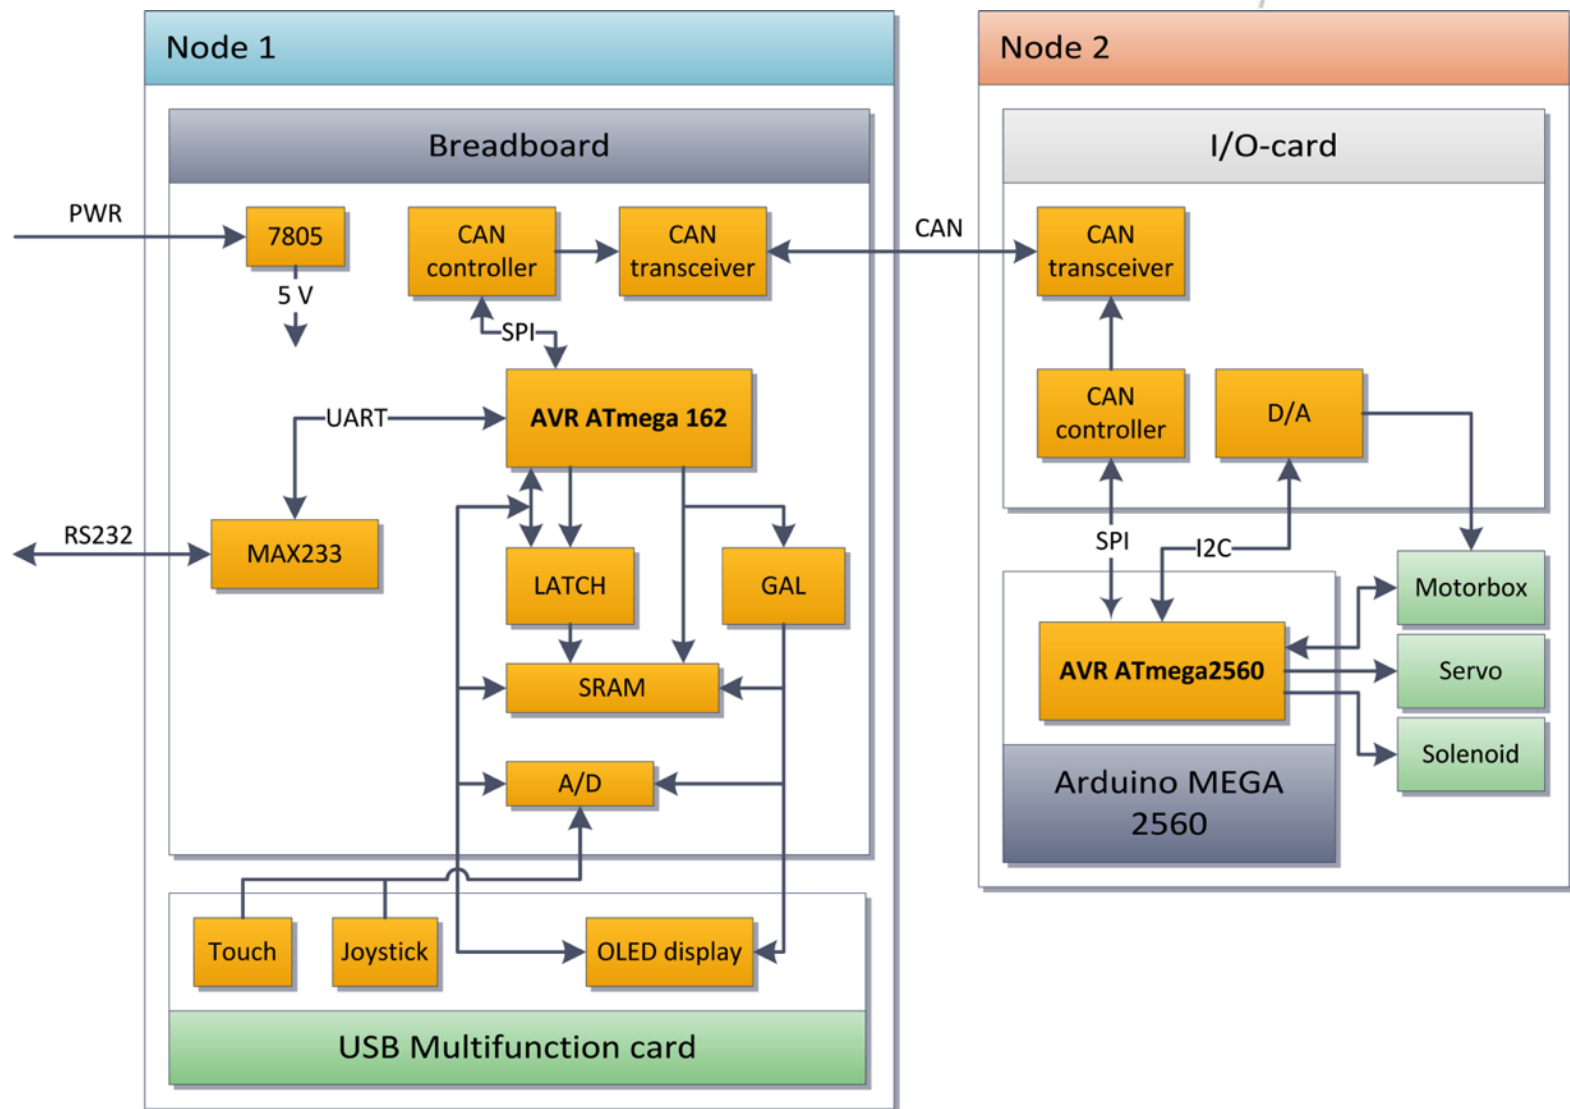 Node 1
Breadboard
PWR
7805
5 V
CAN
controller
CAN
transceiver
SPI
AVR ATmega 162
UART
RS232
MAX233
LATCH
GAL
SRAM
A/D
Touch
Joystick
OLED display
USB Multifunction card
CAN
Node 2
I/O-card
CAN
transceiver
CAN
controller
D/A
SPI
I2C
AVR ATmega2560
Arduino MEGA
2560
Motorbox
Servo
Solenoid